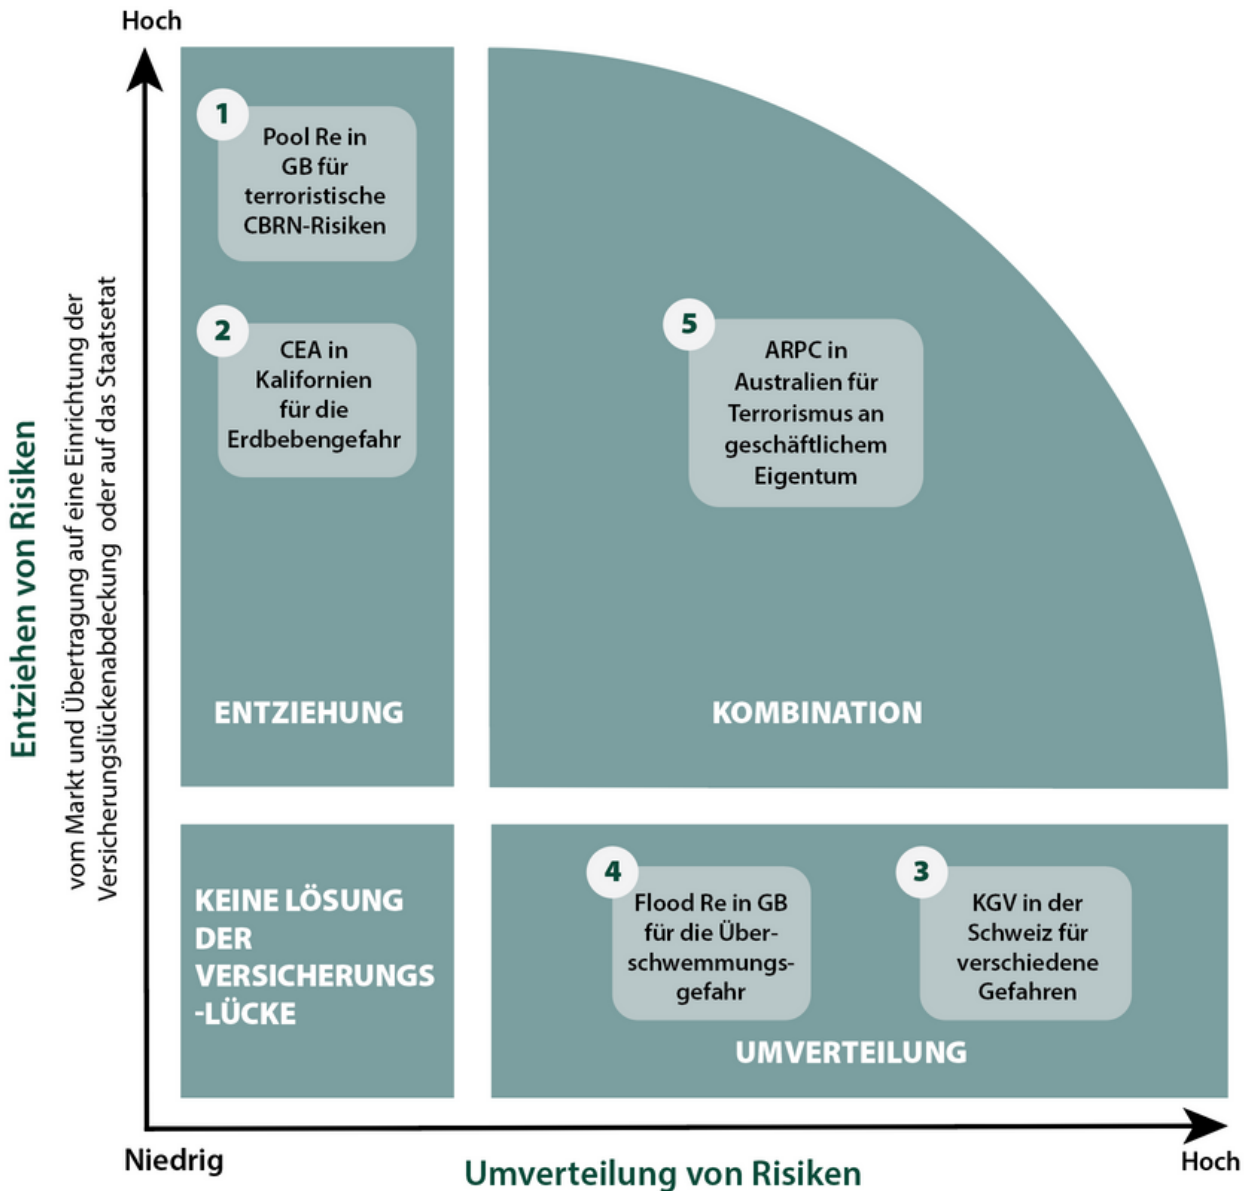 Hoch
1
Pool Re in
GB für
terroristische
CBRN-Risiken
2
CEA in
Kalifornien
für die
Erdbebengefahr
5
ARPC in
Australien für
Terrorismus an
geschäftlichem
Eigentum
Entziehen von Risiken
vom Markt und Übertragung auf eine Einrichtung der
Versicherungslückenabdeckung oder auf das Staatsetat
ENTZIEHUNG
KOMBINATION
KEINE LÖSUNG
DER
VERSICHERUNGS
-LÜCKE
4
Flood Re in GB
für die Über-
schwemmungs-
gefahr
3
KGV in der
Schweiz für
verschiedene
Gefahren
UMVERTEILUNG
Niedrig
Umverteilung von Risiken
Hoch